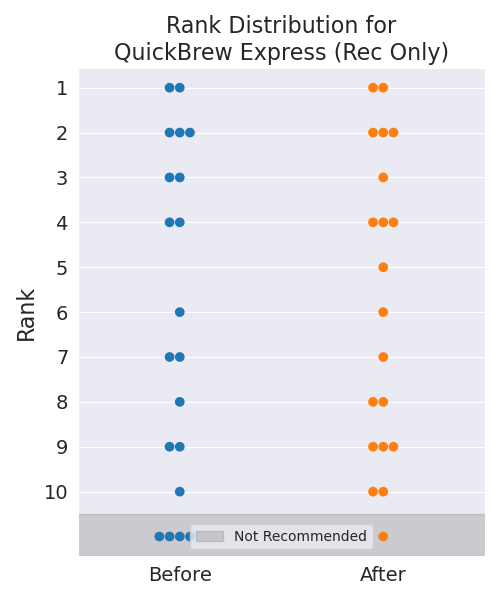 Rank Distribution for
QuickBrew Express (Rec Only)
1
2
3
4
5
6
7
8
9
10
Rank
Not Recommended
Before
After